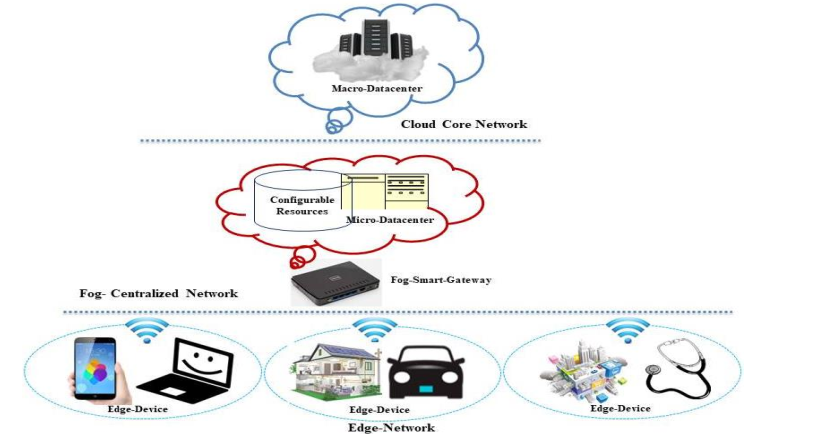 Macro-Datacenter
Cloud Core Network
Configurable
Resources
Micro-Datacenter
Fog-Smart-Gateway
Fog- Centralized Network
Edge-Device
Edge-Device
Edge-Device
Edge-Network